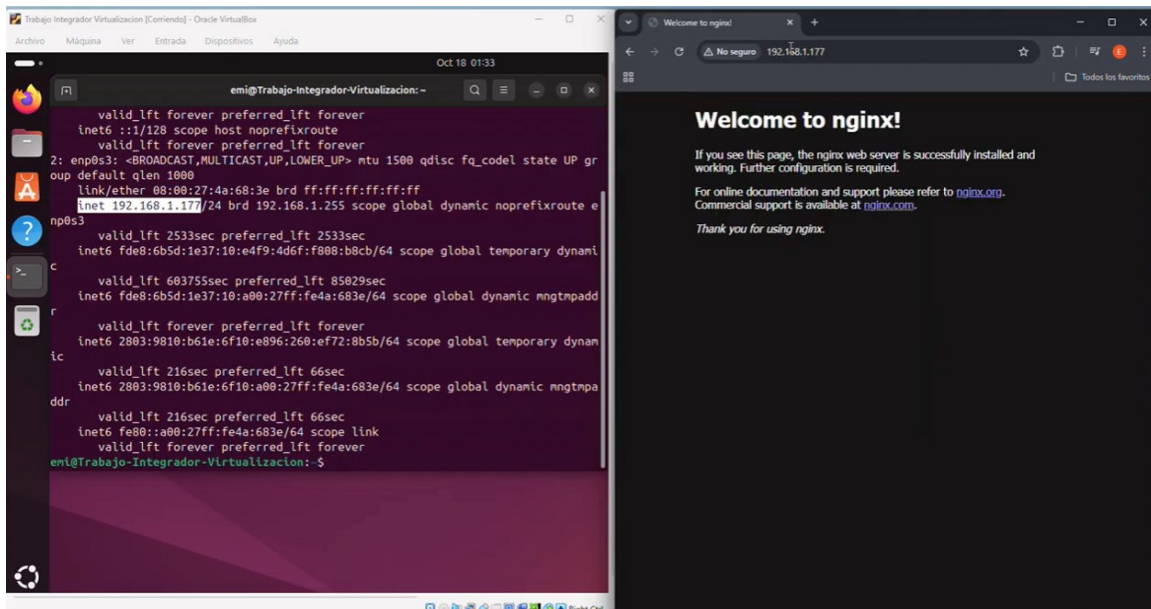 Trabajo Integrador Virtualizacion [Corriendo] - Oracle VirtualBox
Archivo Máquina Ver Entrada Dispositivos Ayuda
Oct 18 01:33
emi@Trabajo-Integrador-Virtualizacion: ~
valid_lft forever preferred_lft forever
inet6 ::1/128 scope host noprefixroute
valid_lft forever preferred_lft forever
2: enp0s3: <BROADCAST,MULTICAST,UP,LOWER_UP> mtu 1500 qdisc fq_codel state UP gr
oup default qlen 1000
link/ether 08:00:27:4a:68:3e brd ff:ff:ff:ff:ff:ff
inet 192.168.1.177/24 brd 192.168.1.255 scope global dynamic noprefixroute e
np0s3
valid_lft 2533sec preferred_lft 2533sec
inet6 fde8:6b5d:1e37:10:e4f9:4d6f:f808:b8cb/64 scope global temporary dynami
c
valid_lft 603755sec preferred_lft 85029sec
inet6 fde8:6b5d:1e37:10:a00:27ff:fe4a:683e/64 scope global dynamic mngtmpadd
r
valid_lft forever preferred_lft forever
inet6 2803:9810:b61e:6f10:e896:260:ef72:8b5b/64 scope global temporary dynam
ic
valid_lft 216sec preferred_lft 66sec
inet6 2803:9810:b61e:6f10:a00:27ff:fe4a:683e/64 scope global dynamic mngtmpa
ddr
valid_lft 216sec preferred_lft 66sec
inet6 fe80::a00:27ff:fe4a:683e/64 scope link
valid_lft forever preferred_lft forever
emi@Trabajo-Integrador-Virtualizacion:~$
Right Ctrl
Welcome to nginx!
No seguro 192.168.1.177
E
Todos los favoritos
Welcome to nginx!
If you see this page, the nginx web server is successfully installed and
working. Further configuration is required.
For online documentation and support please refer to nginx.org.
Commercial support is available at nginx.com.
Thank you for using nginx.